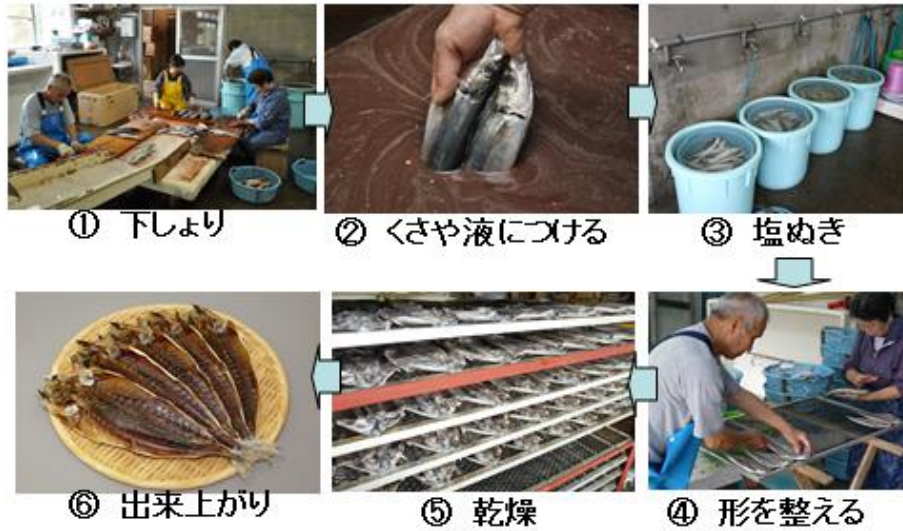 ① 下しょり
② くさや液につける
③ 塩ぬき
④ 形を整える
⑤ 乾燥
⑥ 出来上がり